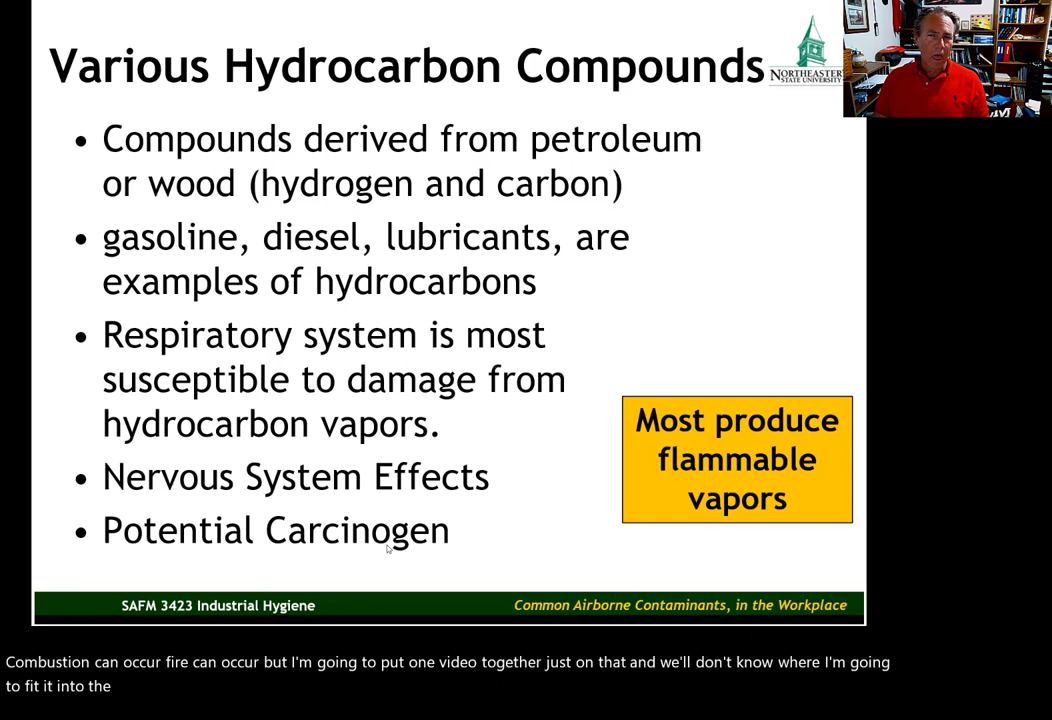 Various Hydrocarbon Compounds
NORTHEASTERN
STATE UNIVERSITY
• Compounds derived from petroleum
or wood (hydrogen and carbon)
• gasoline, diesel, lubricants, are
examples of hydrocarbons
• Respiratory system is most
susceptible to damage from
hydrocarbon vapors.
• Nervous System Effects
• Potential Carcinogen
Most produce
flammable
vapors
SAFM 3423 Industrial Hygiene
Common Airborne Contaminants, in the Workplace
Combustion can occur fire can occur but I'm going to put one video together just on that and we'll don't know where I'm going
to fit it into the